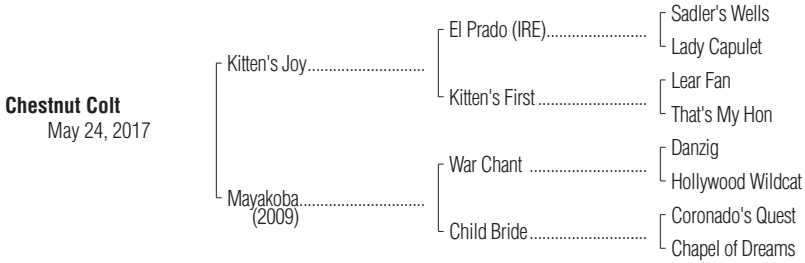 Chestnut Colt
May 24, 2017
Kitten's Joy............................
Mayakoba..............................
(2009)
El Prado (IRE)........................
Kitten's First ..........................
War Chant ............................
Child Bride............................
Sadler's Wells
Lady Capulet
Lear Fan
That's My Hon
Danzig
Hollywood Wildcat
Coronado's Quest
Chapel of Dreams